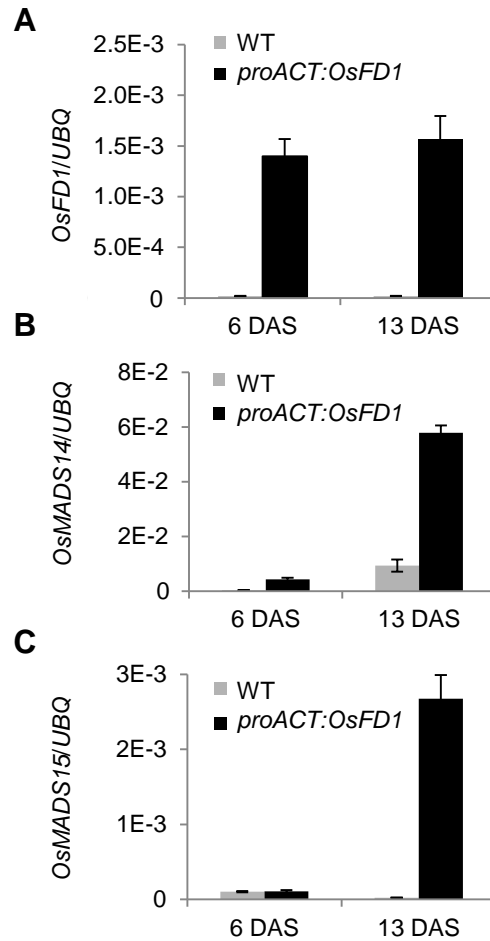 A
OsFD1/UBQ
2.5E-3
2.0E-3
1.5E-3
1.0E-3
5.0E-4
0
WT
proACT:OsFD1
6 DAS 13 DAS
B
OsMADS14/UBQ
8E-2
6E-2
4E-2
2E-2
0
WT
proACT:OsFD1
6 DAS 13 DAS
C
OsMADS15/UBQ
3E-3
2E-3
1E-3
0
WT
proACT:OsFD1
6 DAS 13 DAS